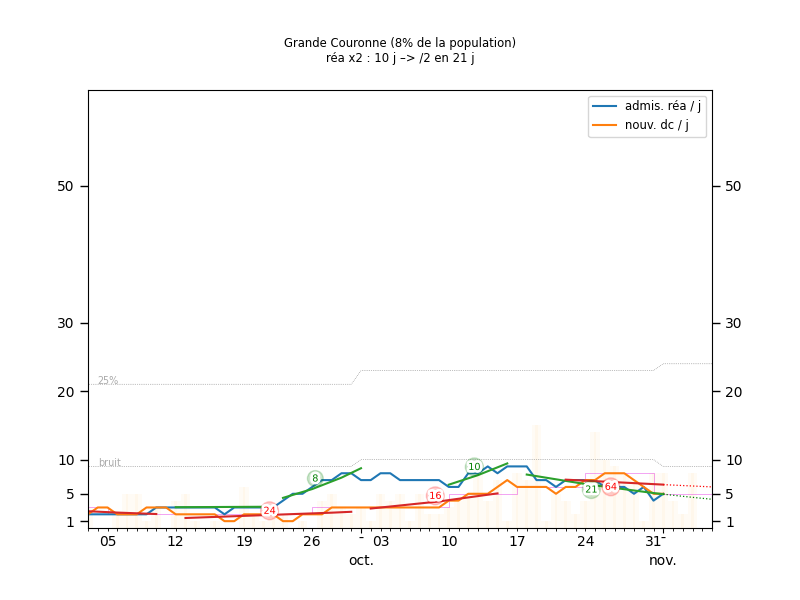 Grande Couronne (8% de la population)
réa x2 : 10 j –> /2 en 21 j
admis. réa / j
nouv. dc / j
50 50
30 30
25%
20 20
bruit
10 10
8 10 16 21 64 24
5 5
1 1
05 12 19 26 - 03 10 17 24 31 -
oct. nov.